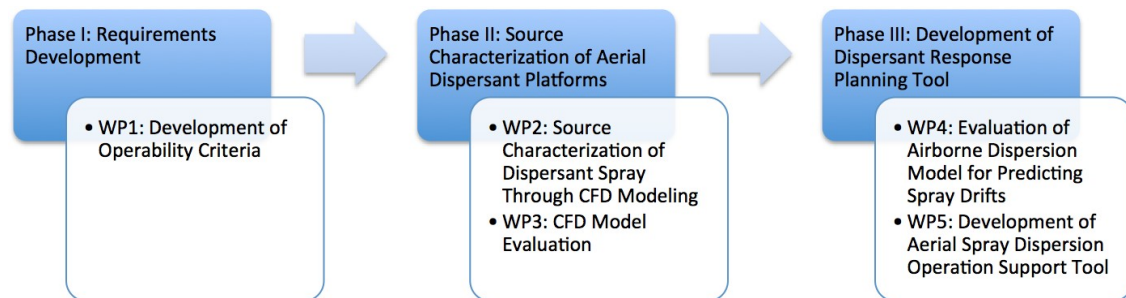 Phase I: Requirements
Development
• WP1: Development of
Operability Criteria
Phase II: Source
Characterization of Aerial
Dispersant Platforms
• WP2: Source
Characterization of
Dispersant Spray
Through CFD Modeling
• WP3: CFD Model
Evaluation
Phase III: Development of
Dispersant Response
Planning Tool
• WP4: Evaluation of
Airborne Dispersion
Model for Predicting
Spray Drifts
• WP5: Development of
Aerial Spray Dispersion
Operation Support Tool